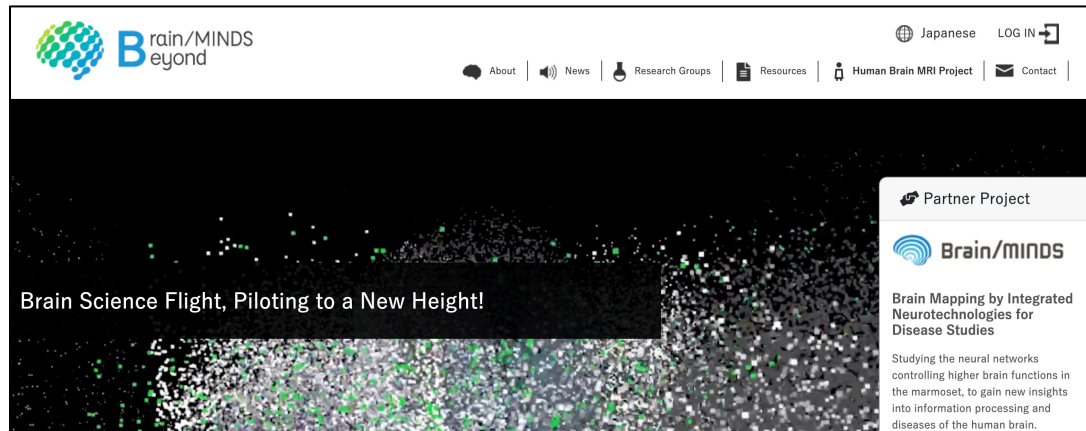 Brain/MINDS
Beyond
Japanese LOG IN
About News Research Groups Resources Human Brain MRI Project Contact
Brain Science Flight, Piloting to a New Height!
Partner Project
Brain/MINDS
Brain Mapping by Integrated
Neurotechnologies for
Disease Studies
Studying the neural networks
controlling higher brain functions in
the marmoset, to gain new insights
into information processing and
diseases of the human brain.